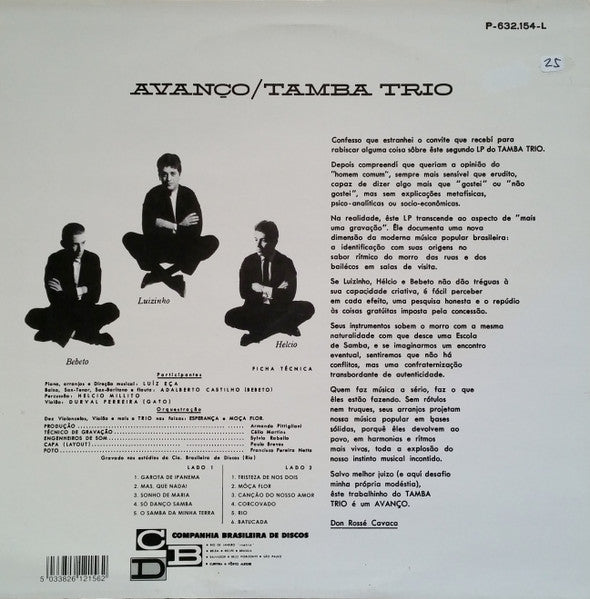 P-632.154-L
25
AVANÇO/TAMBA TRIO
Confesso que estranhei o convite que recebi para
rabiscar alguma coisa sôbre êste segundo LP do TAMBA TRIO.
Depois compreendi que queriam a opinião do
"homem comum", sempre mais sensível que erudito,
capaz de dizer algo mais que "gostei" ou "não
gostei", mas sem explicações metafísicas,
psico-analíticas ou socio-econômicas.
Na realidade, êste LP transcende ao aspecto de "mais
uma gravação". Êle documenta uma nova
dimensão da moderna música popular brasileira:
a identificação com suas origens no
sabor rítmico do morro das ruas e dos
bailécos em salas de visita.
Se Luizinho, Hélcio e Bebeto não dão tréguas à
sua capacidade criativa, é fácil perceber
em cada efeito, uma pesquisa honesta e o repúdio
às coisas gratúitas imposta pela concessão.
Seus instrumentos sobem o morro com a mesma
naturalidade com que desce uma Escola
de Samba, e se imaginarmos um encontro
eventual, sentiremos que não há
conflitos, mas uma confraternização
transbordante de autenticidade.
Quem faz música a sério, faz o que
êles estão fazendo. Sem rótulos
nem truques, seus arranjos projetam
nossa música popular em bases
sólidas, porquê êles devolvem ao
povo, em harmonias e ritmos
mais vivos, toda a explosão do
nosso instinto musical incontido.
Salvo melhor juízo (e aqui desafio
minha própria modéstia),
êste trabalhinho do TAMBA
TRIO é um AVANÇO.
Don Rossé Cavaca
Luizinho
Bebeto
Helcio
FICHA TÉCNICA
Participantes
Piano, arranjos e Direção musical: LUÍZ EÇA
Baixo, Sax-Tenor, Sax-Barítono e flauta: ADALBERTO CASTILHO (BEBETO)
Percussão: HELCIO MILLITO
Violão: DURVAL FERREIRA (GATO)
Orquestração
Dez Violoncelos, Violão e mais o TRIO nas faixas: ESPERANÇA e MOÇA FLOR.
PRODUÇÃO Armando Pittigliani
TÉCNICO DE GRAVAÇÃO Célio Martins
ENGENHEIROS DE SOM Sylvio Rabello
CAPA (LAYOUT) Paulo Breves
FOTO Francisco Pereira Netto
Gravado nos estúdios da Cia. Brasileira de Discos (Rio)
LADO 1
1. GAROTA DE IPANEMA
2. MAS, QUE NADA!
3. SONHO DE MARIA
4. SÓ DANÇO SAMBA
5. O SAMBA DA MINHA TERRA
LADO 2
1. TRISTEZA DE NOS DOIS
2. MÔÇA FLOR
3. CANÇÃO DO NOSSO AMOR
4. CORCOVADO
5. RIO
6. BATUCADA
CBD
COMPANHIA BRASILEIRA DE DISCOS
5 033826 121562